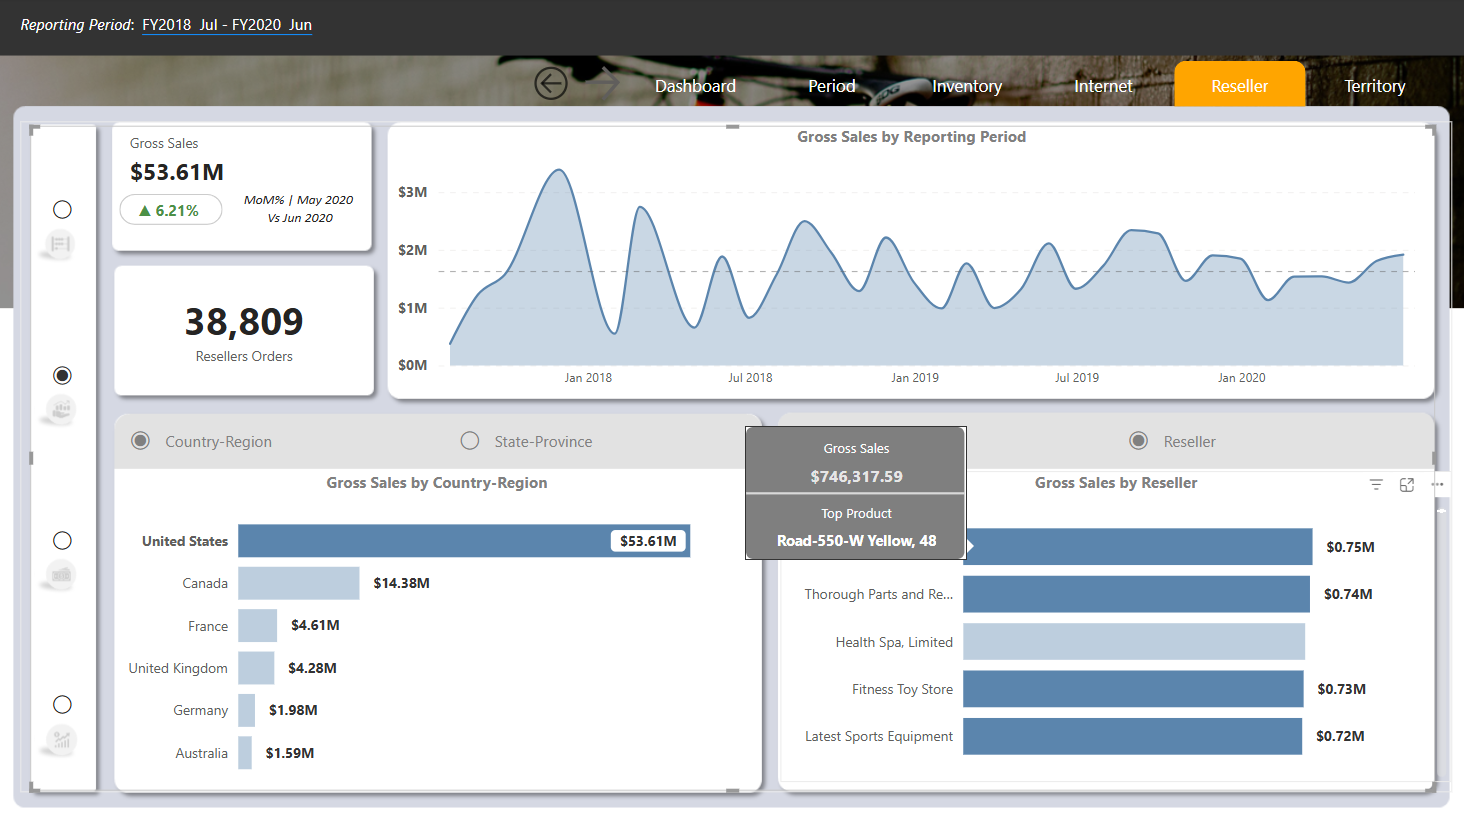 Reporting Period: FY2018 Jul - FY2020 Jun
Dashboard
Period
Inventory
Internet
Reseller
Territory
Gross Sales
$53.61M
▲ 6.21%
MoM% | May 2020
Vs Jun 2020
38,809
Resellers Orders
Gross Sales by Reporting Period
$3M
$2M
$1M
$0M
Jan 2018
Jul 2018
Jan 2019
Jul 2019
Jan 2020
Country-Region
State-Province
Gross Sales by Country-Region
United States
$53.61M
Canada
$14.38M
France
$4.61M
United Kingdom
$4.28M
Germany
$1.98M
Australia
$1.59M
Gross Sales
$746,317.59
Top Product
Road-550-W Yellow, 48
Reseller
Gross Sales by Reseller
$0.75M
Thorough Parts and Re...
$0.74M
Health Spa, Limited
Fitness Toy Store
$0.73M
Latest Sports Equipment
$0.72M